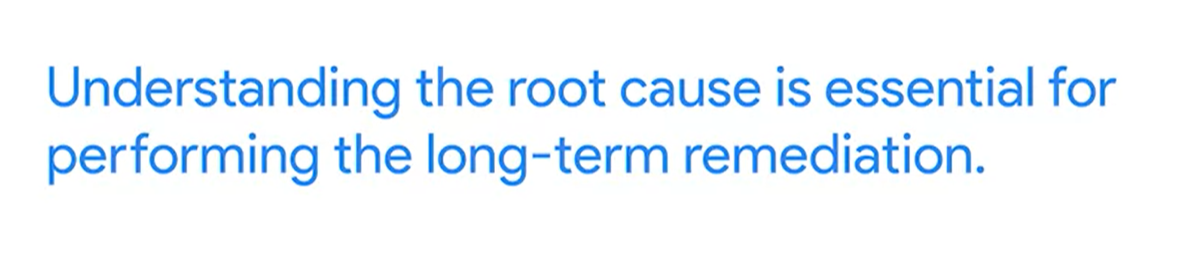 Understanding the root cause is essential for
performing the long-term remediation.